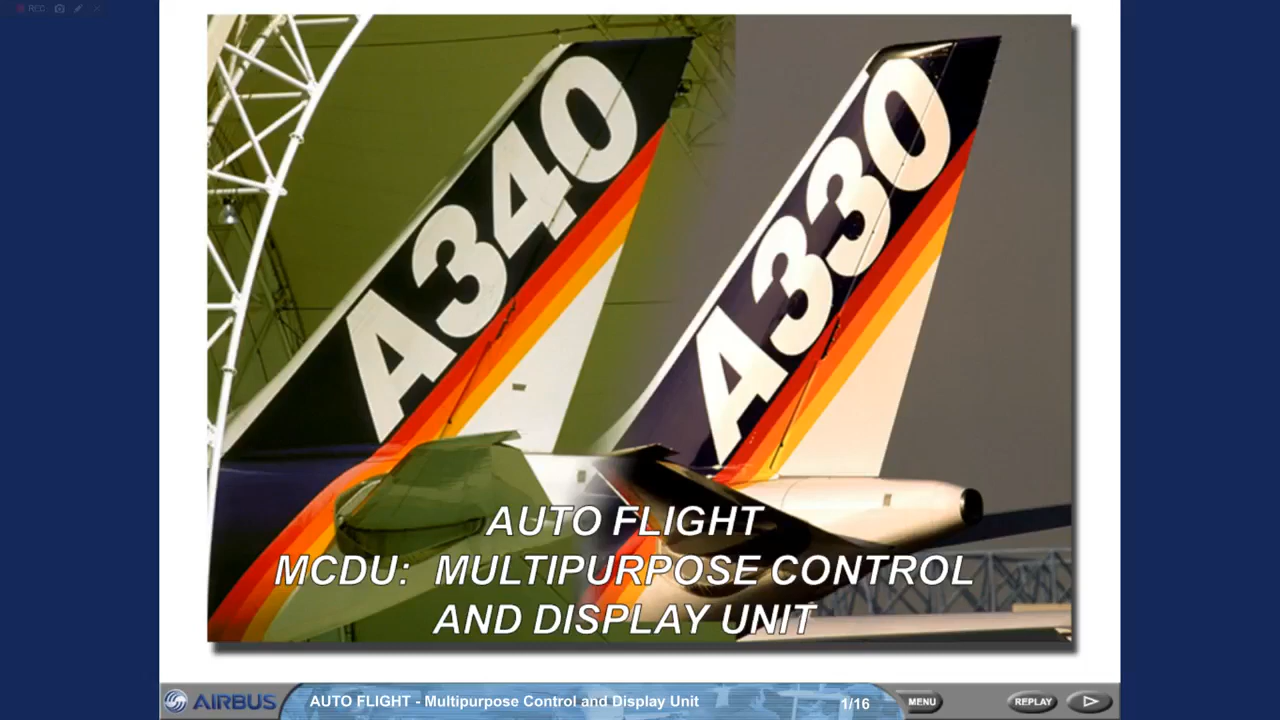 REC
A340
A330
AUTO FLIGHT
MCDU: MULTIPURPOSE CONTROL
AND DISPLAY UNIT
AIRBUS
AUTO FLIGHT - Multipurpose Control and Display Unit
1/16
MENU
REPLAY